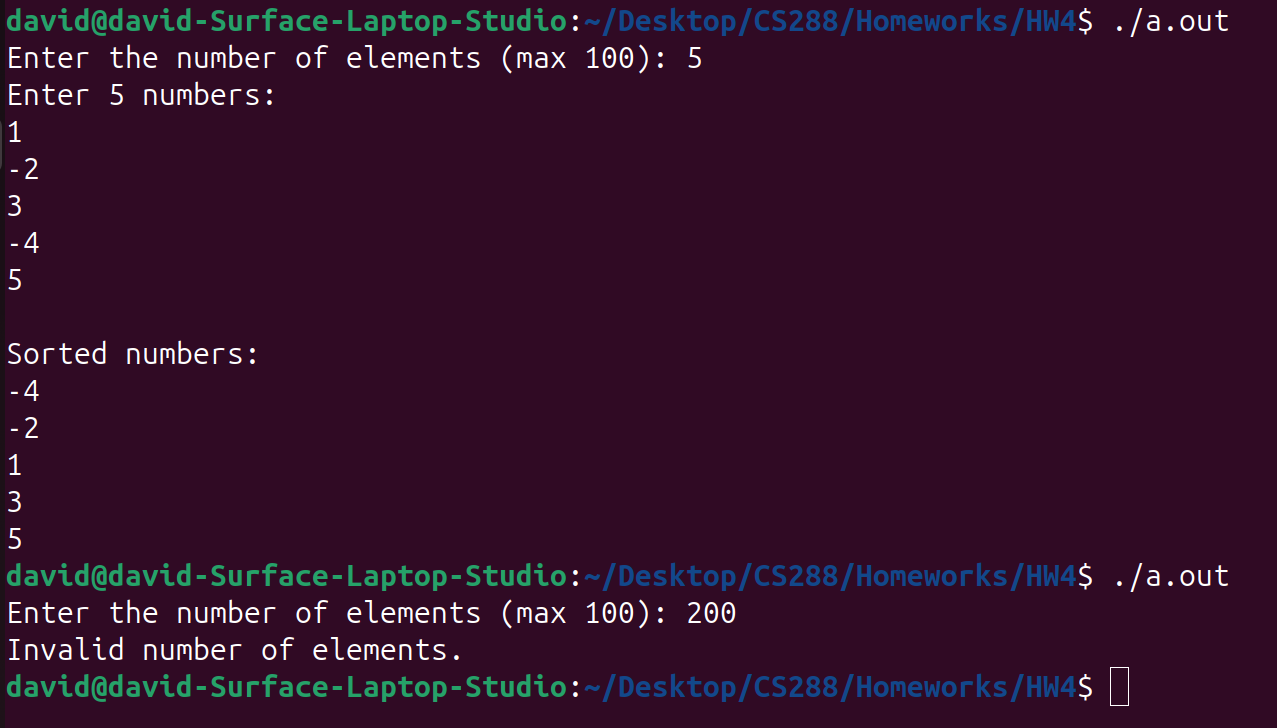 david@david-Surface-Laptop-Studio:~/Desktop/CS288/Homeworks/HW4$ ./a.out
Enter the number of elements (max 100): 5
Enter 5 numbers:
1
-2
3
-4
5
Sorted numbers:
-4
-2
1
3
5
david@david-Surface-Laptop-Studio:~/Desktop/CS288/Homeworks/HW4$ ./a.out
Enter the number of elements (max 100): 200
Invalid number of elements.
david@david-Surface-Laptop-Studio:~/Desktop/CS288/Homeworks/HW4$